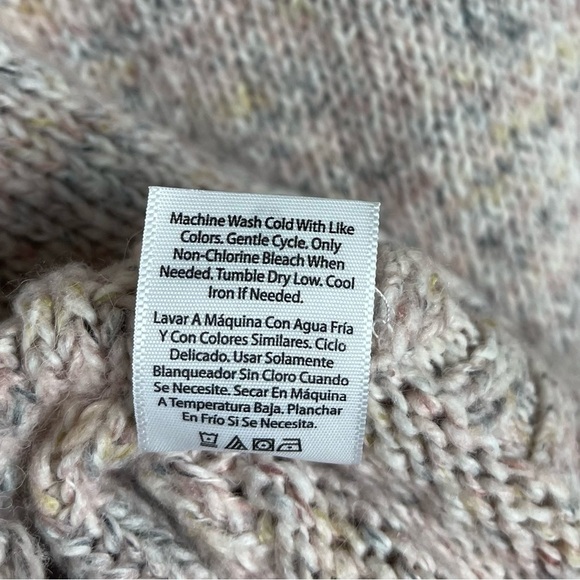 Machine Wash Cold With Like
Colors. Gentle Cycle. Only
Non-Chlorine Bleach When
Needed. Tumble Dry Low. Cool
Iron If Needed.
Lavar A Máquina Con Agua Fría
Y Con Colores Similares. Ciclo
Delicado. Usar Solamente
Blanqueador Sin Cloro Cuando
Se Necesite. Secar En Máquina
A Temperatura Baja. Planchar
En Frío Si Se Necesita.